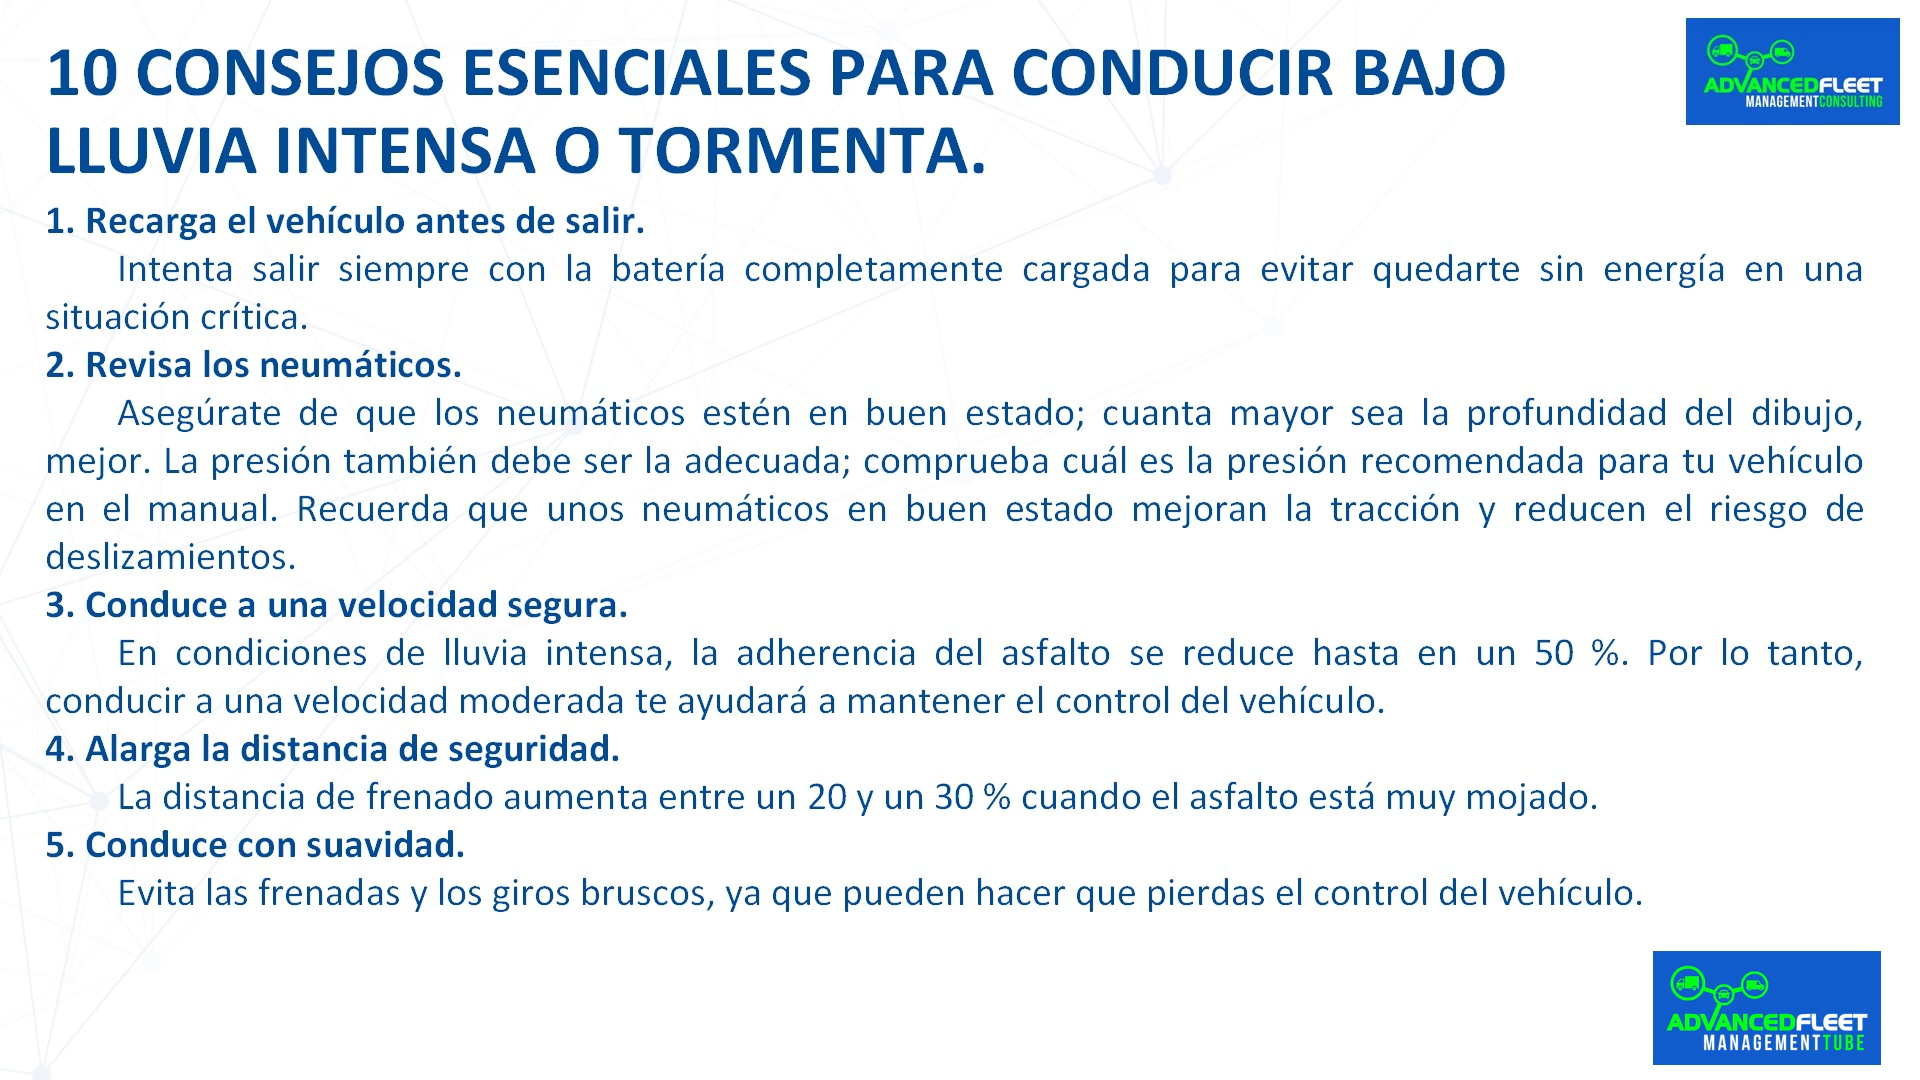 10 CONSEJOS ESENCIALES PARA CONDUCIR BAJO
LLUVIA INTENSA O TORMENTA.
ADVANCEDFLEET
MANAGEMENTCONSULTING
1. Recarga el vehículo antes de salir.
Intenta salir siempre con la batería completamente cargada para evitar quedarte sin energía en una
situación crítica.
2. Revisa los neumáticos.
Asegúrate de que los neumáticos estén en buen estado; cuanta mayor sea la profundidad del dibujo,
mejor. La presión también debe ser la adecuada; comprueba cuál es la presión recomendada para tu vehículo
en el manual. Recuerda que unos neumáticos en buen estado mejoran la tracción y reducen el riesgo de
deslizamientos.
3. Conduce a una velocidad segura.
En condiciones de lluvia intensa, la adherencia del asfalto se reduce hasta en un 50 %. Por lo tanto,
conducir a una velocidad moderada te ayudará a mantener el control del vehículo.
4. Alarga la distancia de seguridad.
La distancia de frenado aumenta entre un 20 y un 30 % cuando el asfalto está muy mojado.
5. Conduce con suavidad.
Evita las frenadas y los giros bruscos, ya que pueden hacer que pierdas el control del vehículo.
ADVANCEDFLEET
MANAGEMENTTUBE